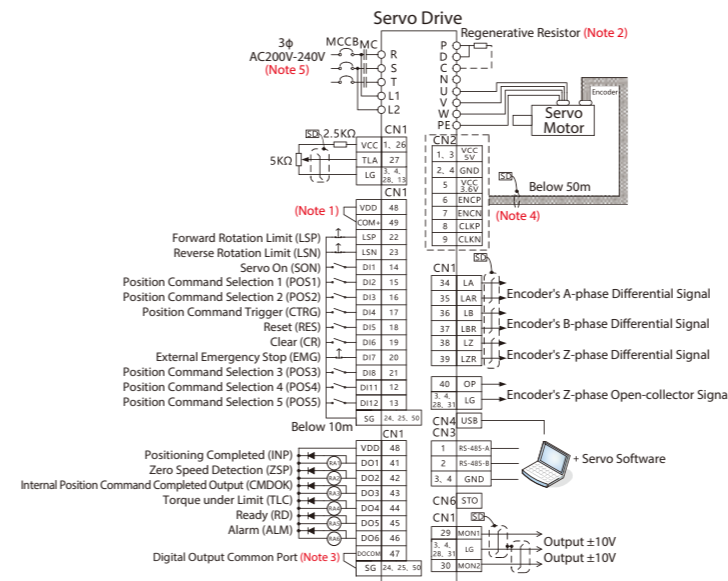 Servo Drive
3ϕ
AC200V-240V
(Note 5)
MCCB MC
R
S
T
L1
L2
P
D
C
N
U
V
W
PE
Regenerative Resistor (Note 2)
Encoder
Servo
Motor
CN1
SD 2.5KΩ
5KΩ
VCC 1, 26
TLA 27
LG 3, 4, 28, 13
CN2
1, 3 VCC 5V
2, 4 GND
5 VCC 3.6V
6 ENCP
7 ENCN
8 CLKP
9 CLKN
SD
Below 50m
(Note 4)
CN1
(Note 1)
VDD 48
COM+ 49
Forward Rotation Limit (LSP) LSP 22
Reverse Rotation Limit (LSN) LSN 23
Servo On (SON) DI1 14
Position Command Selection 1 (POS1) DI2 15
Position Command Selection 2 (POS2) DI3 16
Position Command Trigger (CTRG) DI4 17
Reset (RES) DI5 18
Clear (CR) DI6 19
External Emergency Stop (EMG) DI7 20
Position Command Selection 3 (POS3) DI8 21
Position Command Selection 4 (POS4) DI11 12
Position Command Selection 5 (POS5) DI12 13
SG 24, 25, 50
Below 10m
CN1
SD
34 LA
35 LAR
Encoder's A-phase Differential Signal
36 LB
37 LBR
Encoder's B-phase Differential Signal
38 LZ
39 LZR
Encoder's Z-phase Differential Signal
40 OP
3, 4, 28, 31 LG
Encoder's Z-phase Open-collector Signa
CN4 USB
CN3
1 RS-485-A
2 RS-485-B
3, 4 GND
+ Servo Software
CN6 STO
CN1
SD
29 MON1
3, 4, 28, 31 LG
30 MON2
Output ±10V
Output ±10V
CN1
VDD 48
Positioning Completed (INP) RA1 DO1 41
Zero Speed Detection (ZSP) RA2 DO2 42
Internal Position Command Completed Output (CMDOK) RA3 DO3 43
Torque under Limit (TLC) RA4 DO4 44
Ready (RD) RA5 DO5 45
Alarm (ALM) RA6 DO6 46
Digital Output Common Port (Note 3) DOCOM 47
SG 24, 25, 50